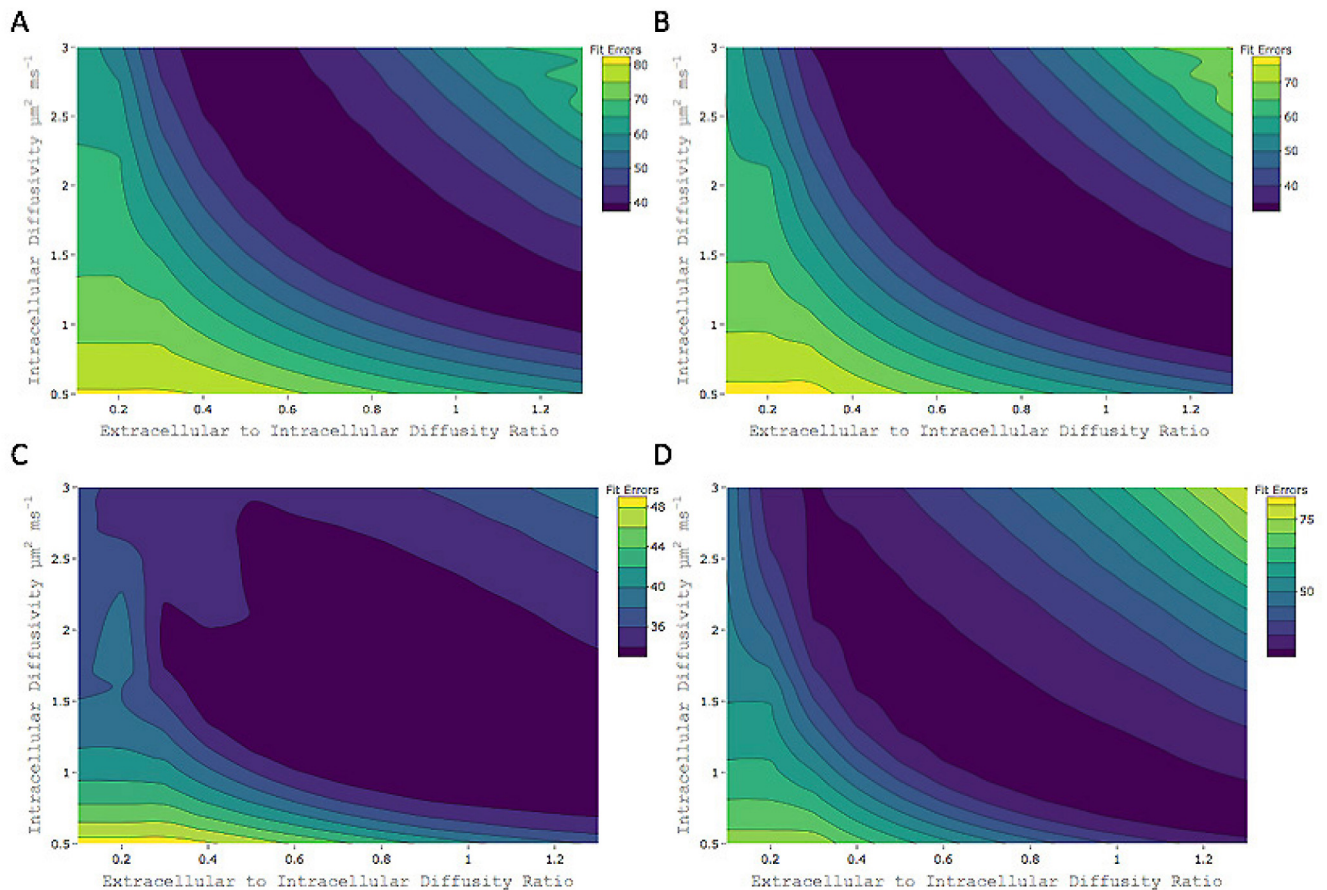 A
Fit Errors
80
70
60
50
40
3
2.5
2
1.5
1
0.5
Intracellular Diffusivity µm² ms⁻¹
0.2 0.4 0.6 0.8 1 1.2
Extracellular to Intracellular Diffusity Ratio
B
Fit Errors
70
60
50
40
3
2.5
2
1.5
1
0.5
Intracellular Diffusivity µm² ms⁻¹
0.2 0.4 0.6 0.8 1 1.2
Extracellular to Intracellular Diffusity Ratio
C
Fit Errors
48
44
40
36
3
2.5
2
1.5
1
0.5
Intracellular Diffusivity µm² ms⁻¹
0.2 0.4 0.6 0.8 1 1.2
Extracellular to Intracellular Diffusity Ratio
D
Fit Errors
75
50
3
2.5
2
1.5
1
0.5
Intracellular Diffusivity µm² ms⁻¹
0.2 0.4 0.6 0.8 1 1.2
Extracellular to Intracellular Diffusity Ratio